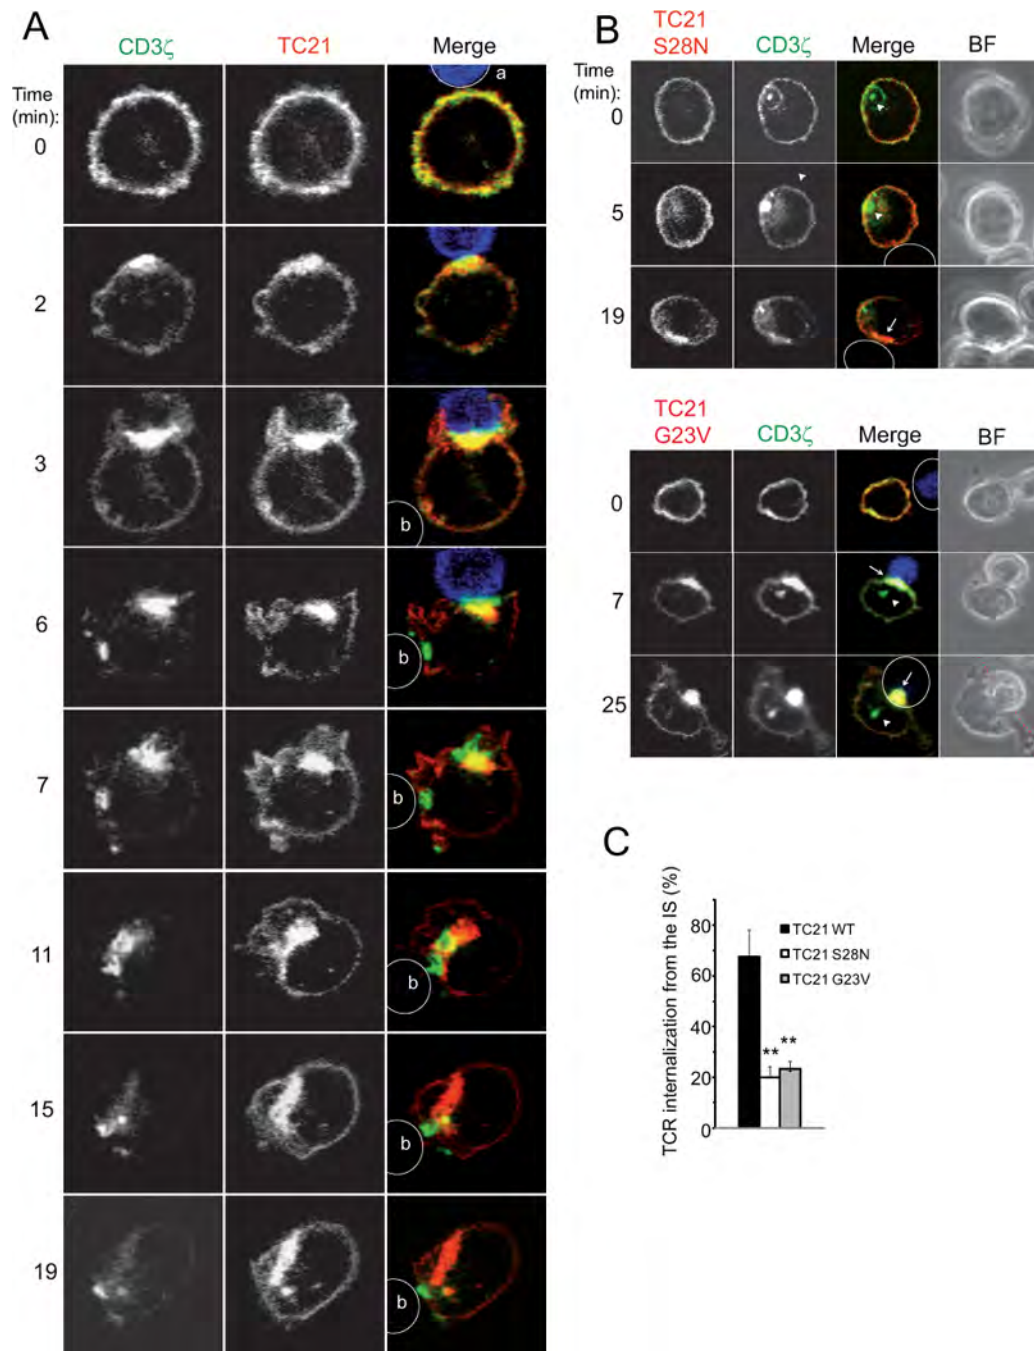 A
CD3ζ TC21 Merge
Time
(min):
0
a
2
3
b
6
b
7
b
11
b
15
b
19
b
B
TC21
S28N CD3ζ Merge BF
Time
(min):
0
5
19
TC21
G23V CD3ζ Merge BF
0
7
25
C
TCR internalization from the IS (%)
80
60
40
20
0
TC21 WT
TC21 S28N
TC21 G23V
**
**